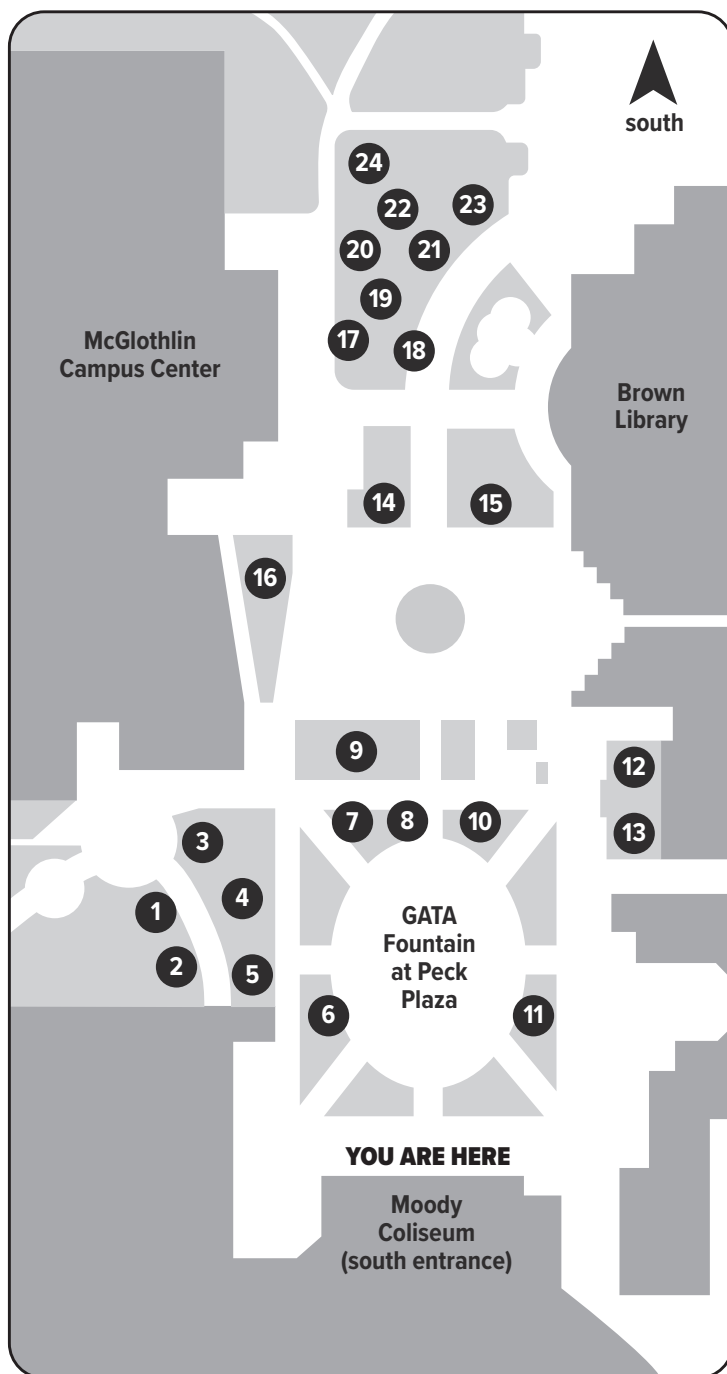 south
24
22
23
20
21
19
17
18
McGlothlin
Campus Center
Brown
Library
14
15
16
9
12
7
8
10
13
3
4
1
2
5
GATA
Fountain
at Peck
Plaza
6
11
YOU ARE HERE
Moody
Coliseum
(south entrance)